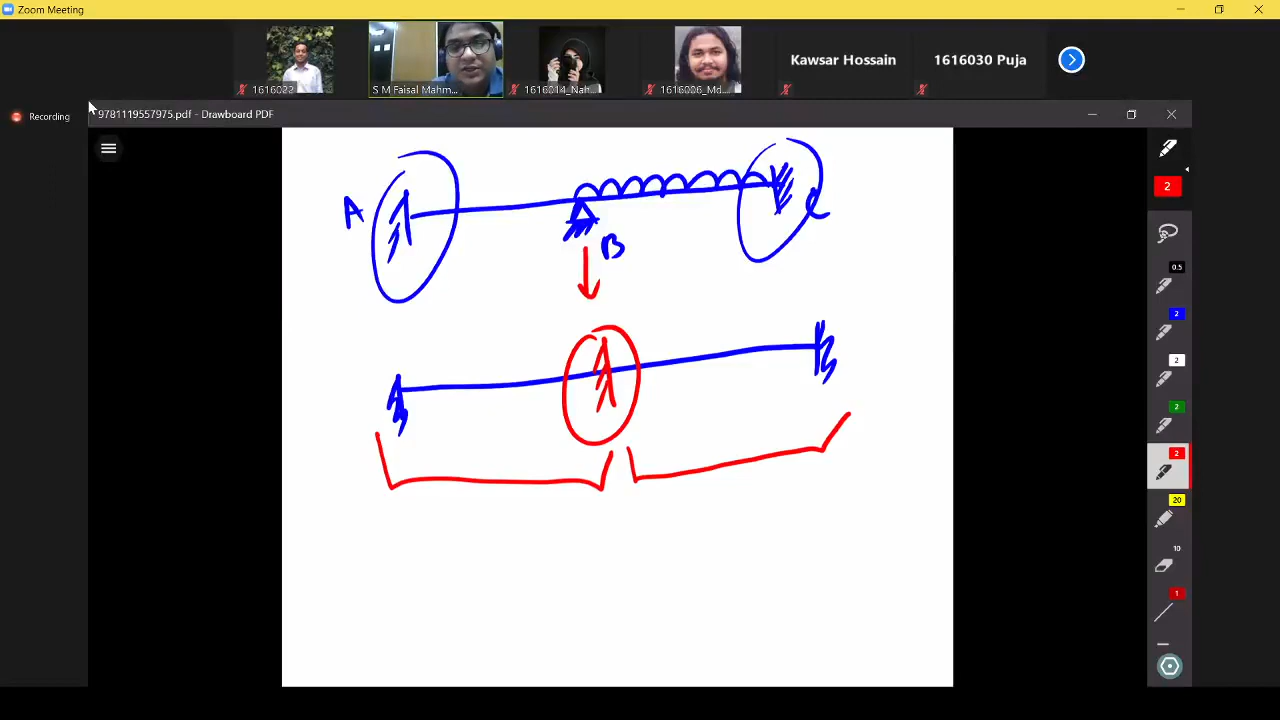 Zoom Meeting
1616022
S M Faisal Mahm...
1616014_Nah...
1616006_Md...
Kawsar Hossain
1616030 Puja
Recording
9781119557975.pdf - Drawboard PDF
A
B
C
2
0.5
2
2
2
2
20
10
1